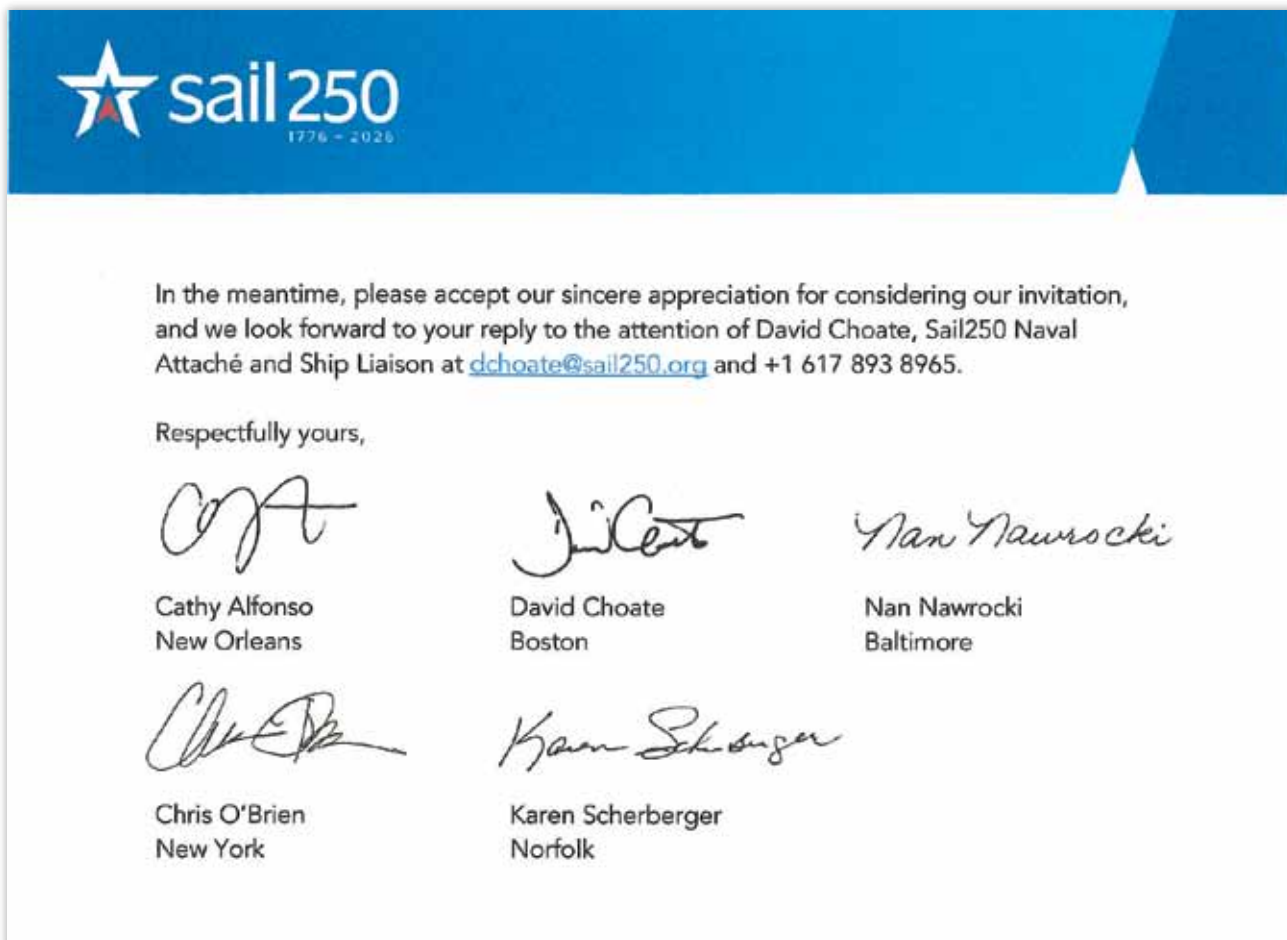 sail 250
1776 – 2026
In the meantime, please accept our sincere appreciation for considering our invitation,
and we look forward to your reply to the attention of David Choate, Sail250 Naval
Attaché and Ship Liaison at dchoate@sail250.org and +1 617 893 8965.
Respectfully yours,
Nan Nawrocki
Cathy Alfonso
New Orleans
David Choate
Boston
Nan Nawrocki
Baltimore
Karen Scherberger
Chris O'Brien
New York
Karen Scherberger
Norfolk